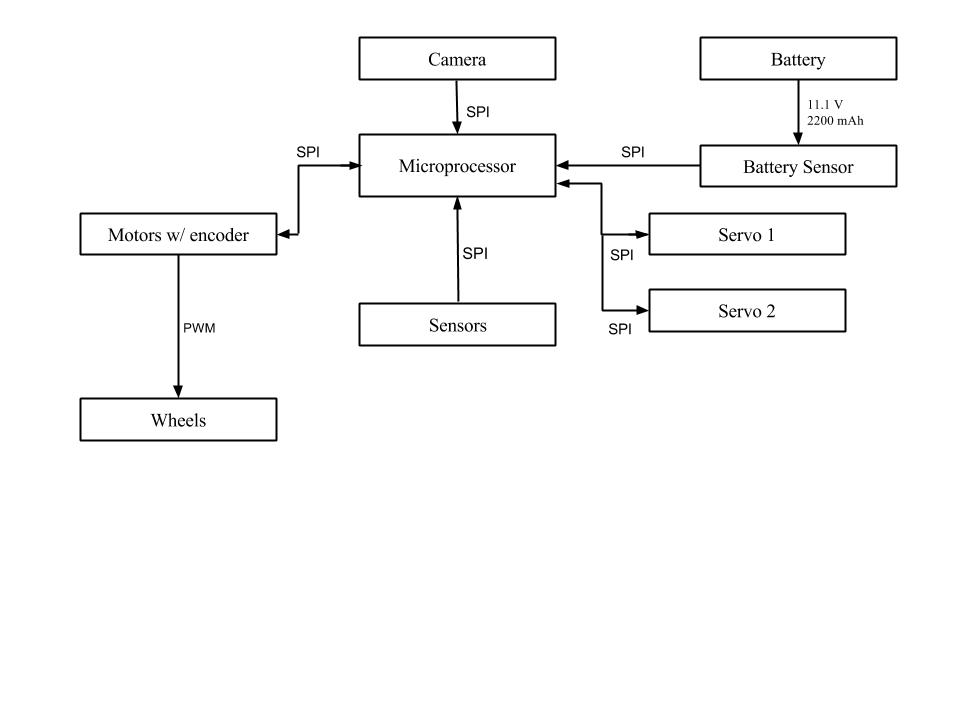 Camera
Battery
SPI
11.1 V
2200 mAh
SPI
Microprocessor
SPI
Battery Sensor
Motors w/ encoder
Servo 1
SPI
SPI
Servo 2
PWM
Sensors
SPI
Wheels